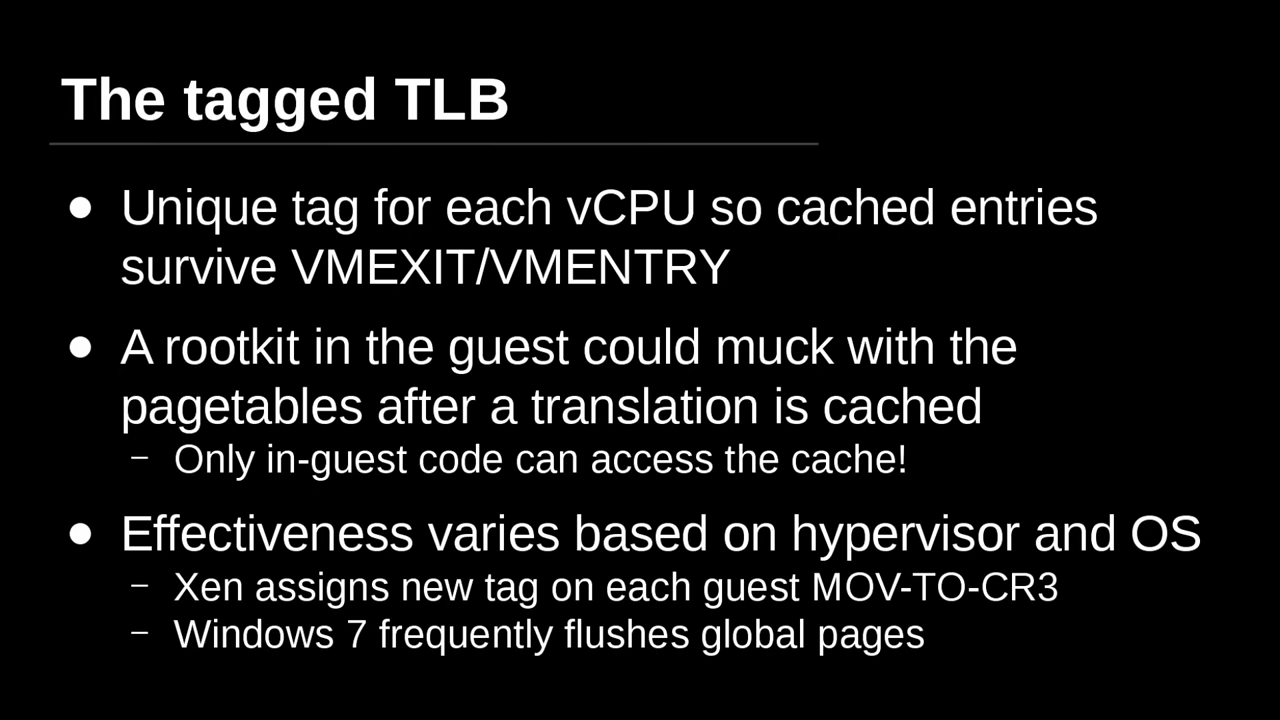 The tagged TLB
● Unique tag for each vCPU so cached entries
survive VMEXIT/VMENTRY
● A rootkit in the guest could muck with the
pagetables after a translation is cached
– Only in-guest code can access the cache!
● Effectiveness varies based on hypervisor and OS
– Xen assigns new tag on each guest MOV-TO-CR3
– Windows 7 frequently flushes global pages